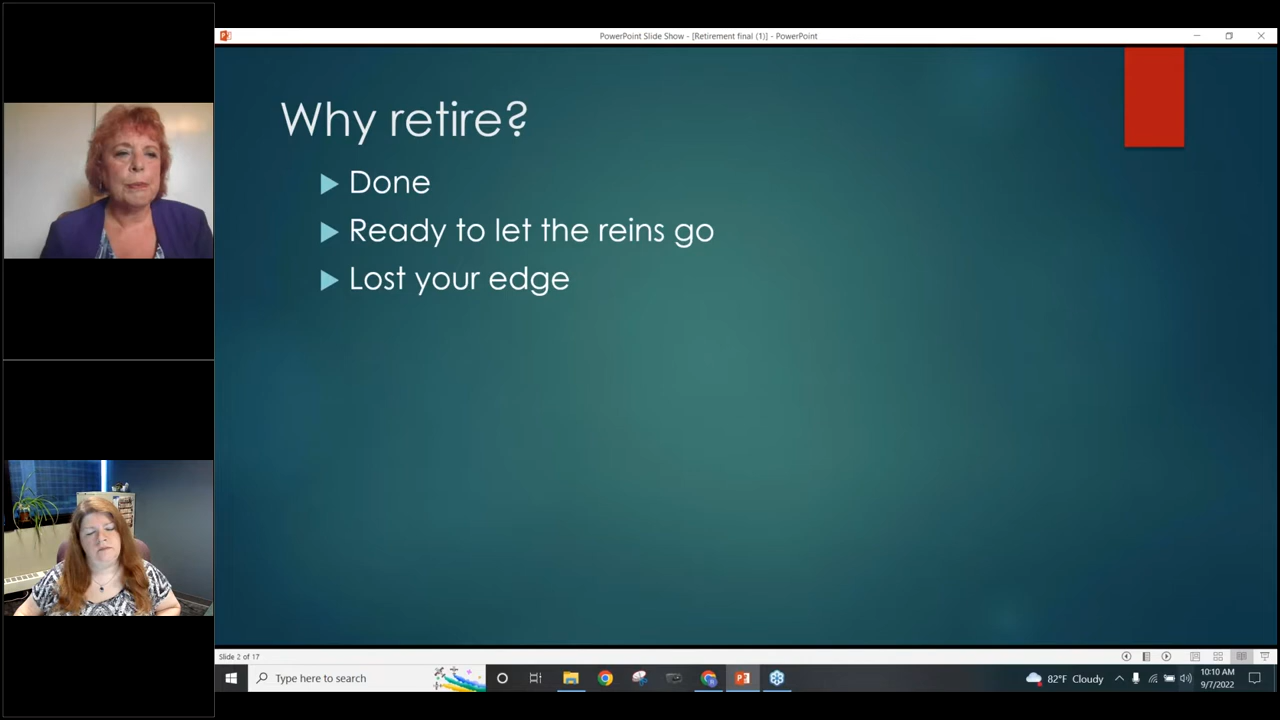 PowerPoint Slide Show - [Retirement final (1)] - PowerPoint
Why retire?
Done
Ready to let the reins go
Lost your edge
Slide 2 of 17
Type here to search
82°F Cloudy
10:10 AM
9/7/2022